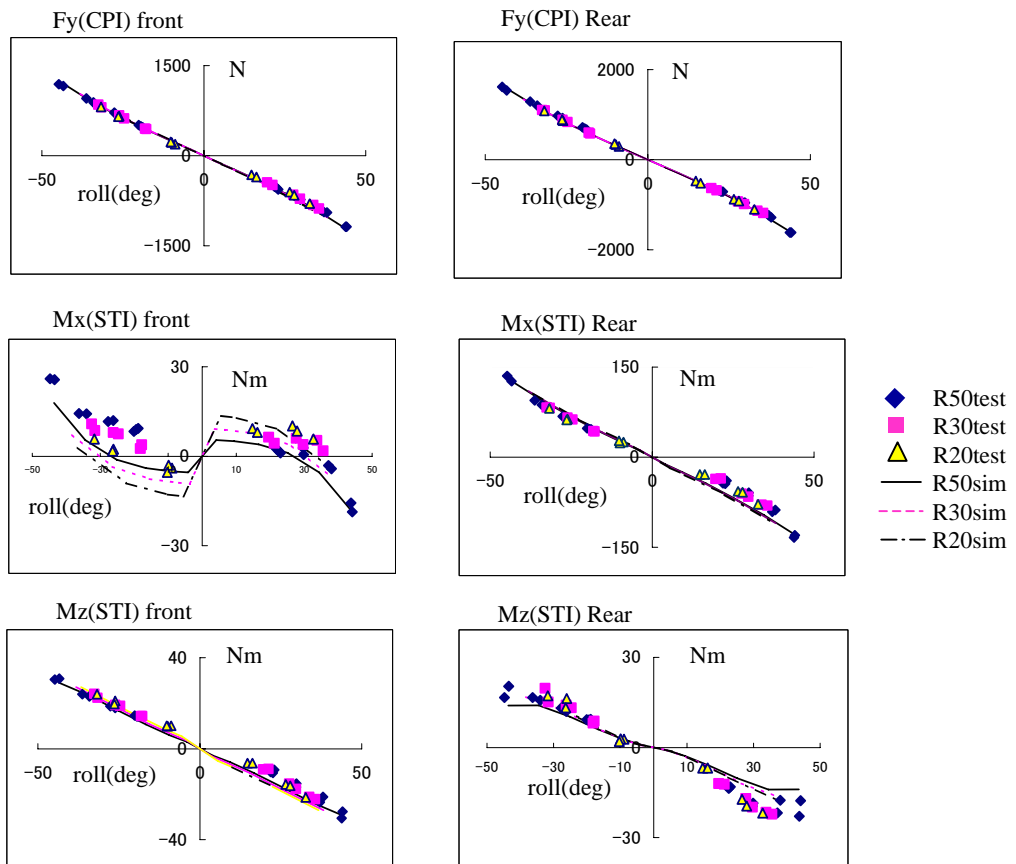 Fy(CPI) front
1500
N
-50
0
0
50
roll(deg)
-1500
Fy(CPI) Rear
2000
N
-50
0
0
50
roll(deg)
-2000
Mx(STI) front
30
Nm
-50
-30
-10
10
30
50
roll(deg)
-30
Mx(STI) Rear
150
Nm
-50
0
0
50
roll(deg)
-150
R50test
R30test
R20test
R50sim
R30sim
R20sim
Mz(STI) front
40
Nm
-50
0
0
50
roll(deg)
-40
Mz(STI) Rear
30
Nm
0
-50
-30
-10
10
30
50
roll(deg)
-30